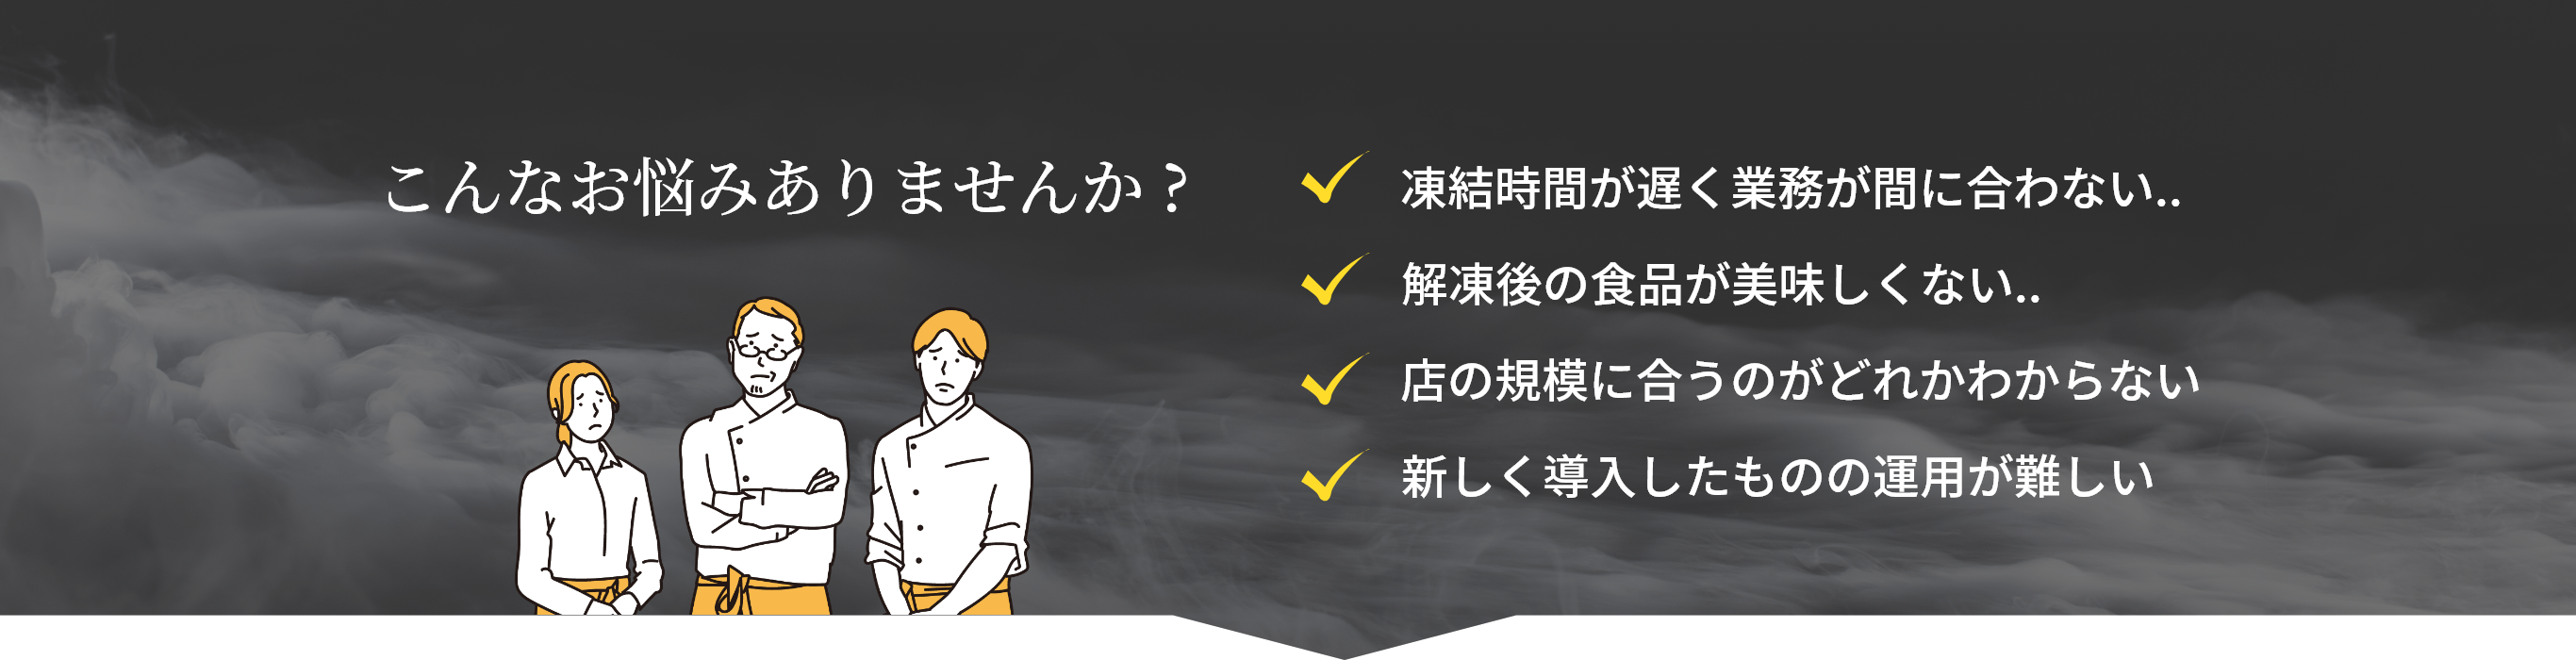 こんなお悩みありませんか？
凍結時間が遅く業務が間に合わない..
解凍後の食品が美味しくない..
店の規模に合うのがどれかわからない
新しく導入したものの運用が難しい